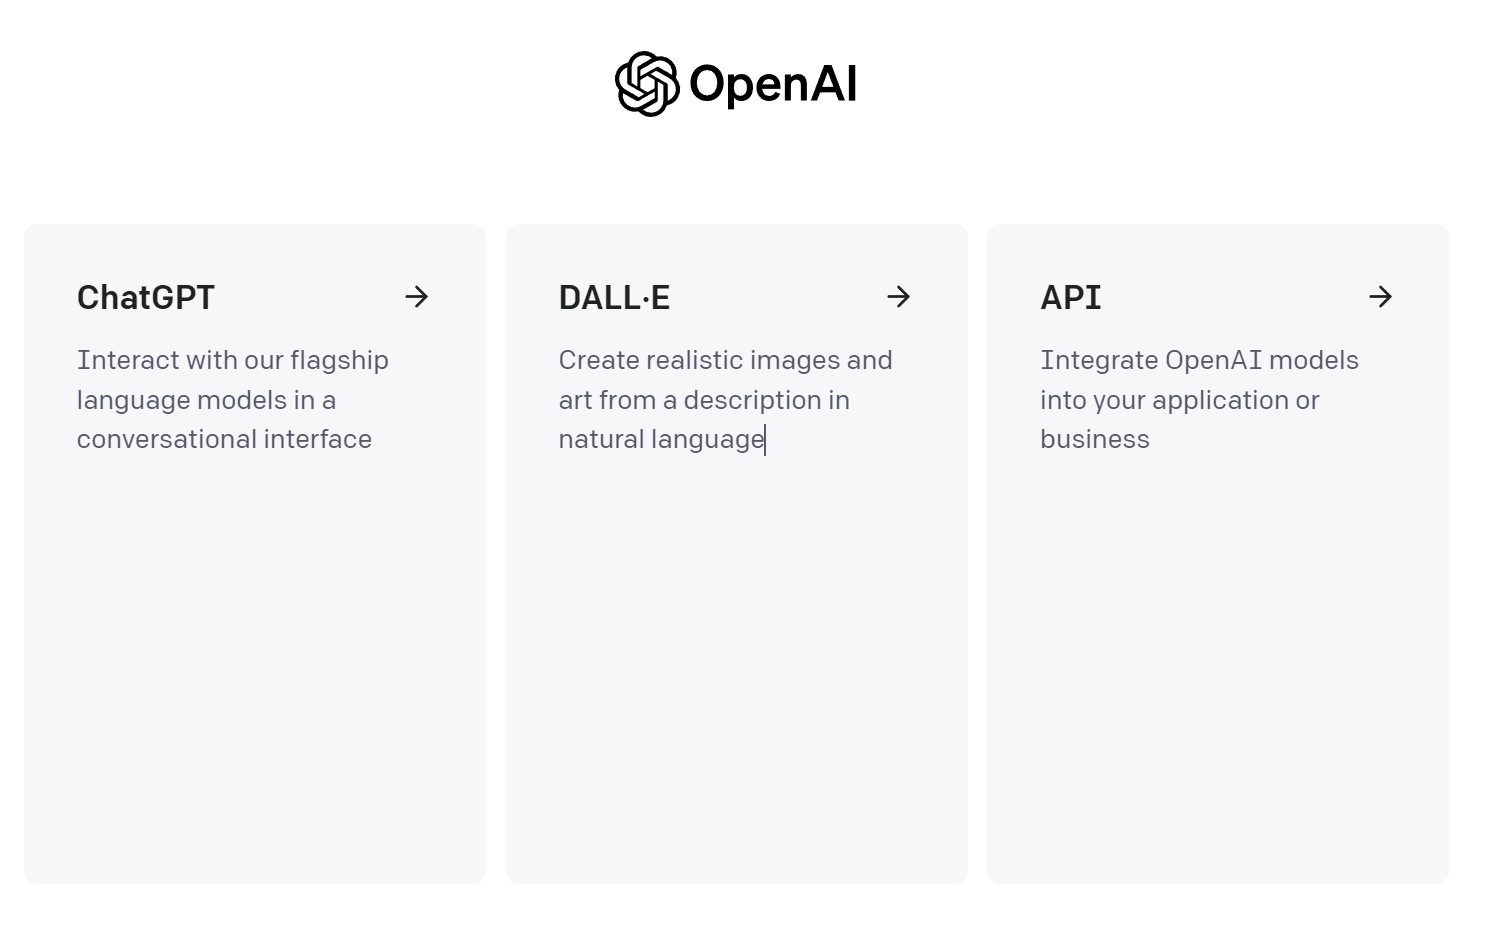 OpenAI
ChatGPT
Interact with our flagship
language models in a
conversational interface
DALL·E
Create realistic images and
art from a description in
natural language
API
Integrate OpenAI models
into your application or
business